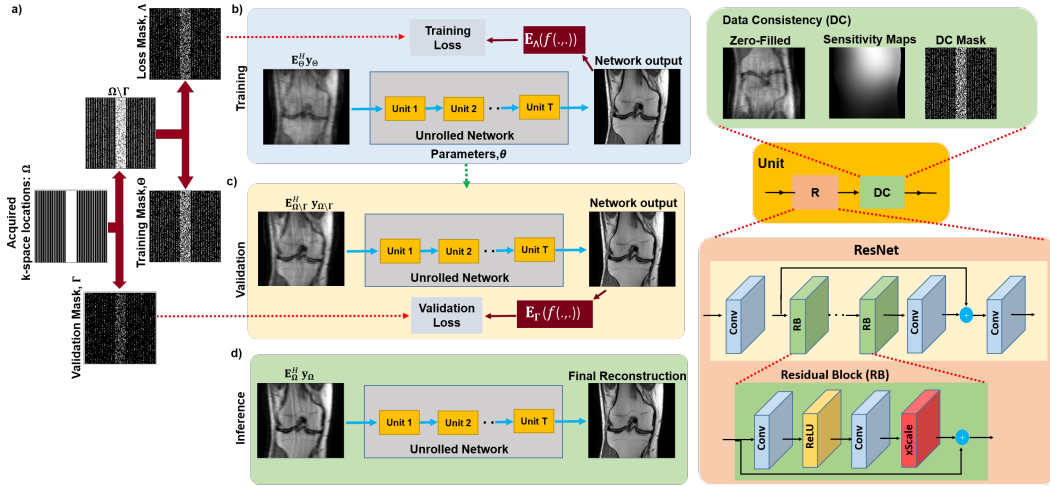 a)
Loss Mask, Λ
Ω\Γ
Acquired
k-space locations: Ω
Training Mask,Θ
Validation Mask, Γ
b)
Training
E_Θ^H y_Θ
Training
Loss
E_Λ(f(.,.))
Network output
Unit 1
Unit 2
Unit T
Unrolled Network
Parameters,θ
c)
Validation
E_Ω\Γ^H y_Ω\Γ
Network output
Unit 1
Unit 2
Unit T
Unrolled Network
Validation
Loss
E_Γ(f(.,.))
d)
Inference
E_Ω^H y_Ω
Final Reconstruction
Unit 1
Unit 2
Unit T
Unrolled Network
Data Consistency (DC)
Zero-Filled
Sensitivity Maps
DC Mask
Unit
R
DC
ResNet
Conv
RB
RB
Conv
+
Conv
Residual Block (RB)
Conv
ReLU
Conv
xScale
+